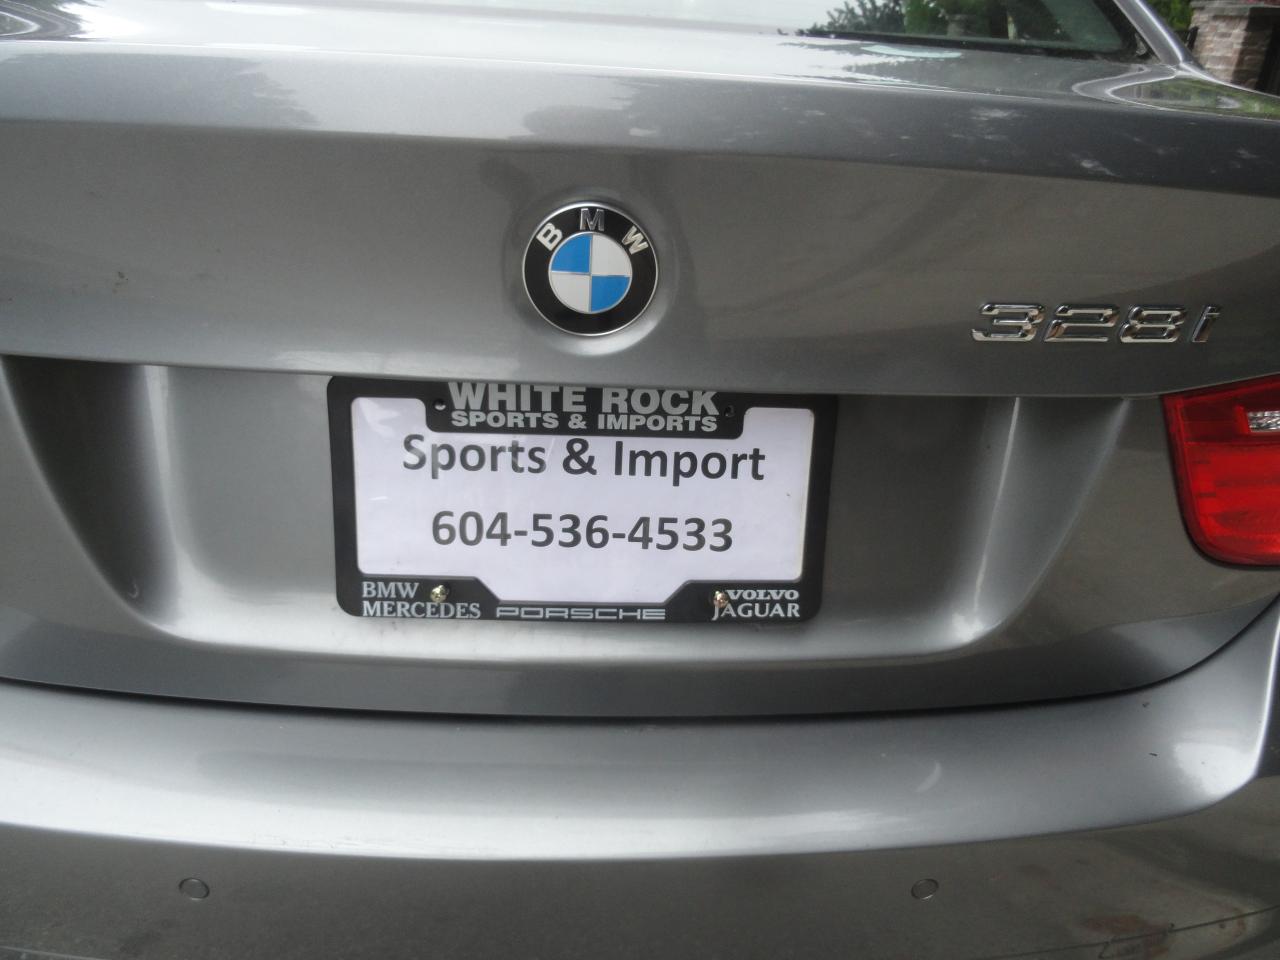 BMW
328i
WHITE ROCK
SPORTS & IMPORTS
Sports & Import
604-536-4533
BMW
MERCEDES
PORSCHE
VOLVO
JAGUAR